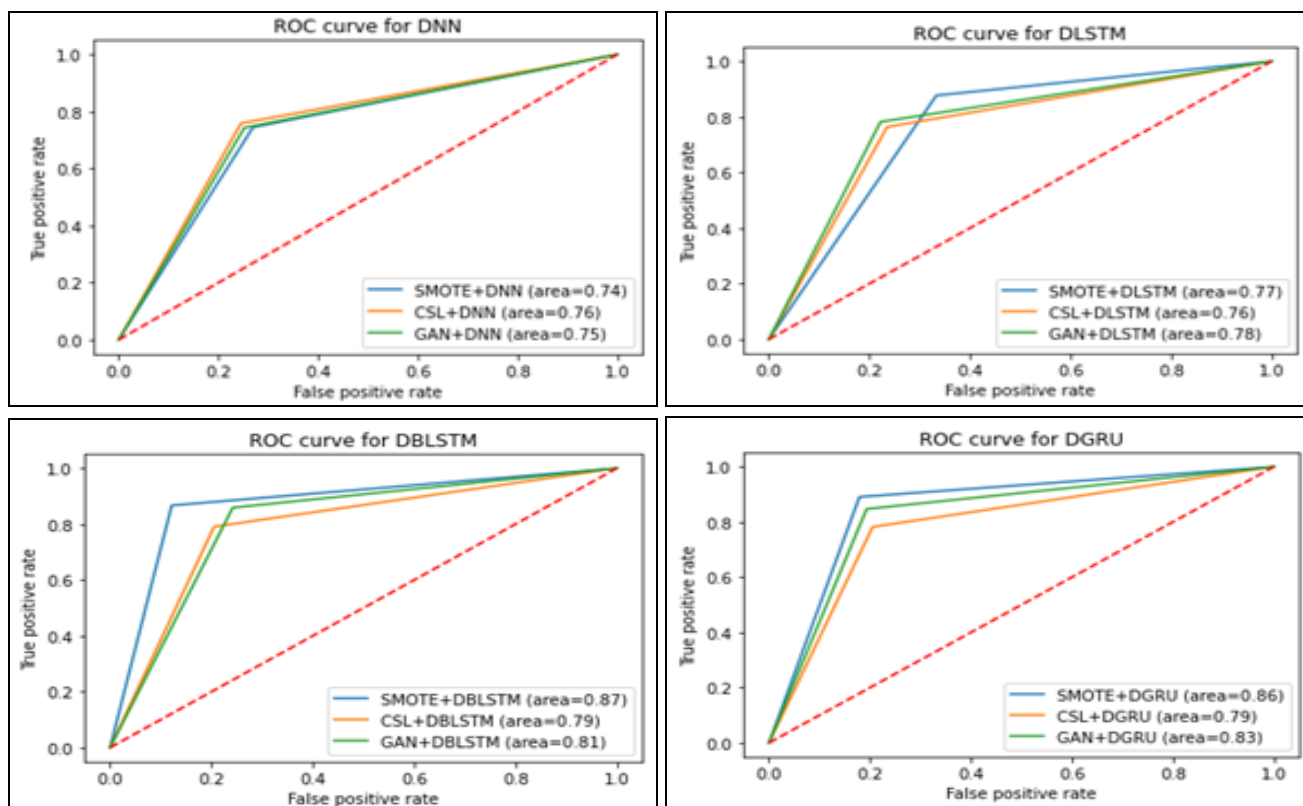 ROC curve for DNN
True positive rate
1.0
0.8
0.6
0.4
0.2
0.0
SMOTE+DNN (area=0.74)
CSL+DNN (area=0.76)
GAN+DNN (area=0.75)
0.0 0.2 0.4 0.6 0.8 1.0
False positive rate
ROC curve for DLSTM
True positive rate
1.0
0.8
0.6
0.4
0.2
0.0
SMOTE+DLSTM (area=0.77)
CSL+DLSTM (area=0.76)
GAN+DLSTM (area=0.78)
0.0 0.2 0.4 0.6 0.8 1.0
False positive rate
ROC curve for DBLSTM
True positive rate
1.0
0.8
0.6
0.4
0.2
0.0
SMOTE+DBLSTM (area=0.87)
CSL+DBLSTM (area=0.79)
GAN+DBLSTM (area=0.81)
0.0 0.2 0.4 0.6 0.8 1.0
False positive rate
ROC curve for DGRU
True positive rate
1.0
0.8
0.6
0.4
0.2
0.0
SMOTE+DGRU (area=0.86)
CSL+DGRU (area=0.79)
GAN+DGRU (area=0.83)
0.0 0.2 0.4 0.6 0.8 1.0
False positive rate